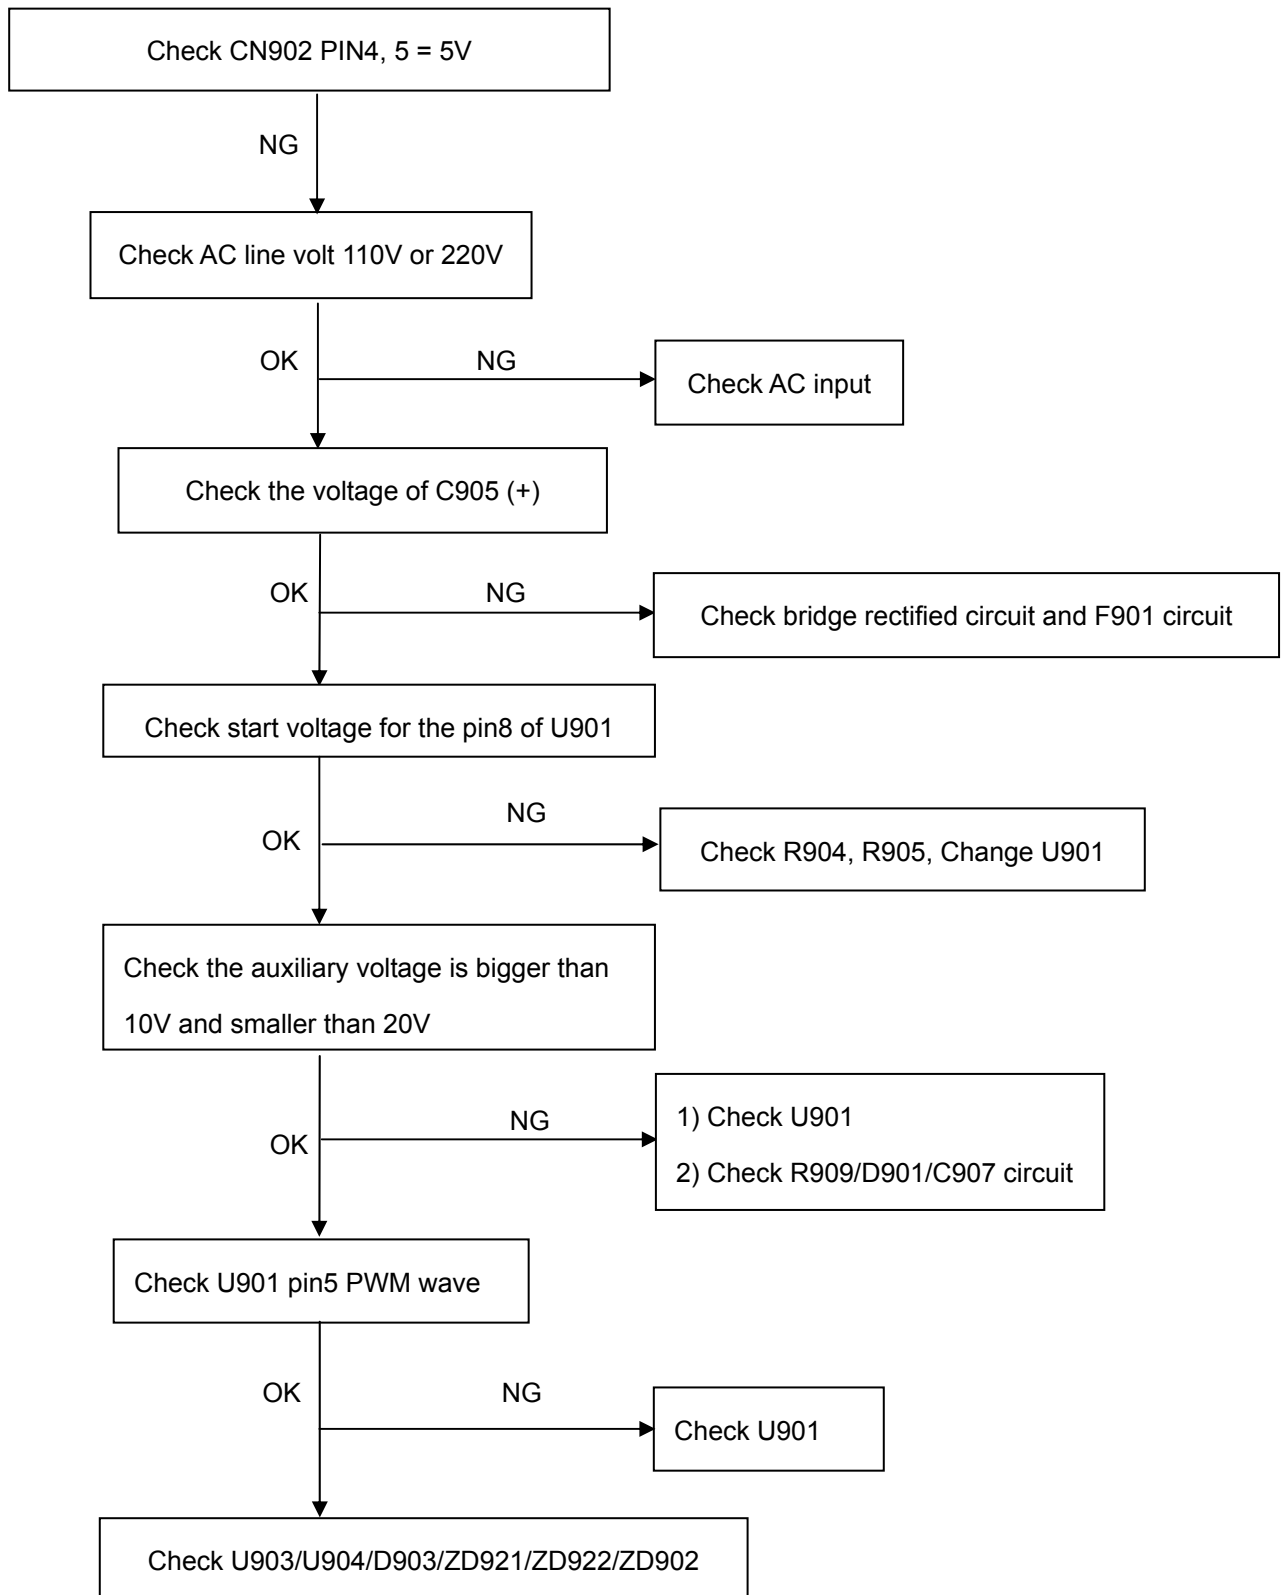 Check CN902 PIN4, 5 = 5V
NG
Check AC line volt 110V or 220V
OK
NG
Check AC input
Check the voltage of C905 (+)
OK
NG
Check bridge rectified circuit and F901 circuit
Check start voltage for the pin8 of U901
NG
OK
Check R904, R905, Change U901
Check the auxiliary voltage is bigger than
10V and smaller than 20V
NG
OK
1) Check U901
2) Check R909/D901/C907 circuit
Check U901 pin5 PWM wave
OK
NG
Check U901
Check U903/U904/D903/ZD921/ZD922/ZD902